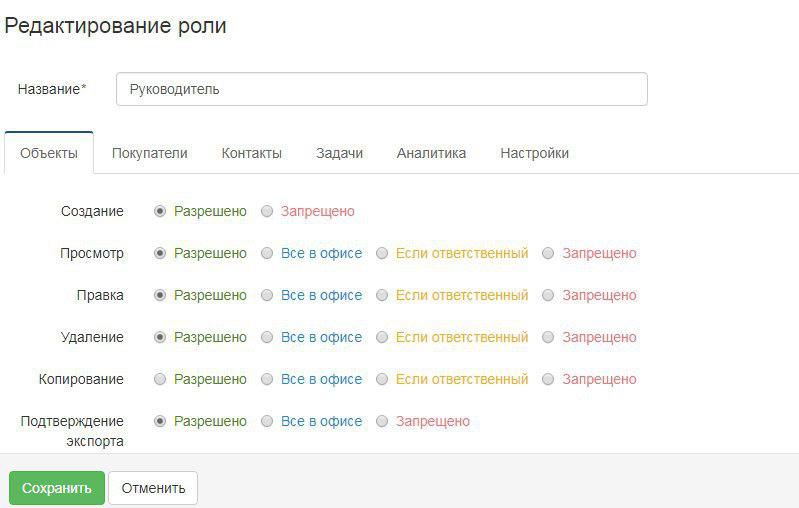 Редактирование роли
Название* Руководитель
Объекты Покупатели Контакты Задачи Аналитика Настройки
Создание Разрешено Запрещено
Просмотр Разрешено Все в офисе Если ответственный Запрещено
Правка Разрешено Все в офисе Если ответственный Запрещено
Удаление Разрешено Все в офисе Если ответственный Запрещено
Копирование Разрешено Все в офисе Если ответственный Запрещено
Подтверждение Разрешено Все в офисе Запрещено
экспорта
Сохранить Отменить